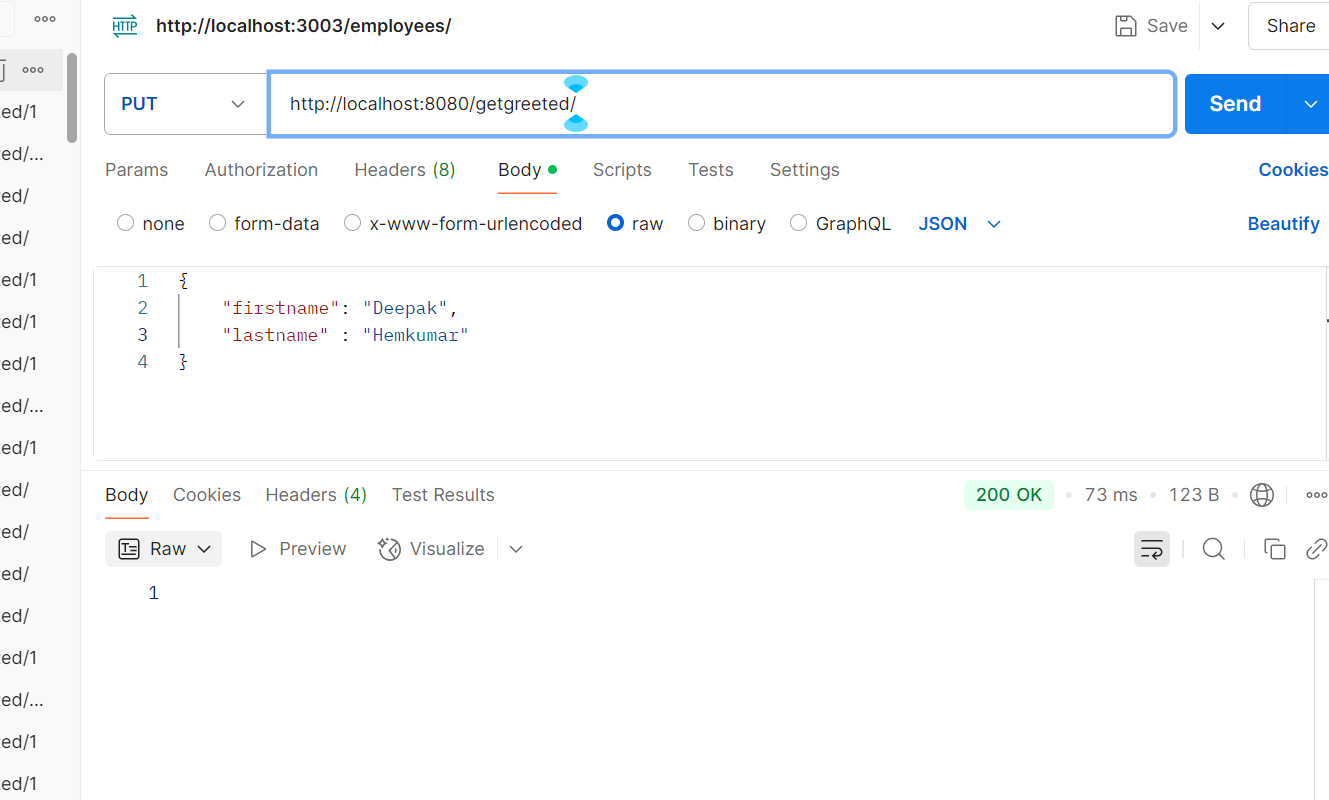 HTTP http://localhost:3003/employees/ Save Share
PUT http://localhost:8080/getgreeted/ Send
Params Authorization Headers (8) Body Scripts Tests Settings Cookies
none form-data x-www-form-urlencoded raw binary GraphQL JSON Beautify
1 {
2 "firstname": "Deepak",
3 "lastname" : "Hemkumar"
4 }
Body Cookies Headers (4) Test Results 200 OK 73 ms 123 B
Raw Preview Visualize
1
ed/1
ed/...
ed/
ed/
ed/1
ed/1
ed/1
ed/...
ed/1
ed/
ed/
ed/
ed/
ed/1
ed/...
ed/1
ed/1